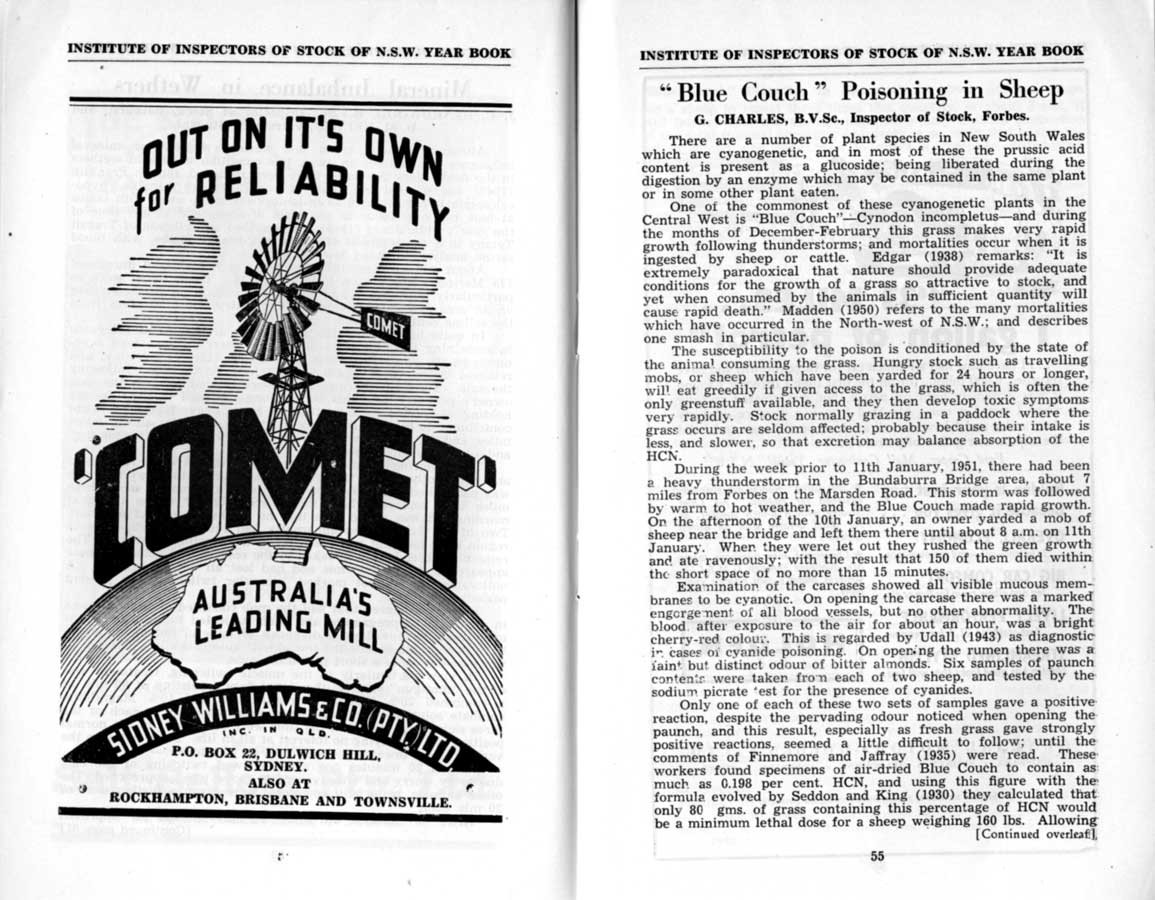 INSTITUTE OF INSPECTORS OF STOCK OF N.S.W. YEAR BOOK
OUT ON IT'S OWN
for RELIABILITY
COMET
'COMET'
AUSTRALIA'S
LEADING MILL
SIDNEY WILLIAMS & CO. (PTY) LTD
INC. IN QLD.
P.O. BOX 22, DULWICH HILL,
SYDNEY.
ALSO AT
ROCKHAMPTON, BRISBANE AND TOWNSVILLE.
INSTITUTE OF INSPECTORS OF STOCK OF N.S.W. YEAR BOOK
"Blue Couch" Poisoning in Sheep
G. CHARLES, B.V.Sc., Inspector of Stock, Forbes.
There are a number of plant species in New South Wales
which are cyanogenetic, and in most of these the prussic acid
content is present as a glucoside; being liberated during the
digestion by an enzyme which may be contained in the same plant
or in some other plant eaten.
One of the commonest of these cyanogenetic plants in the
Central West is "Blue Couch"—Cynodon incompletus—and during
the months of December-February this grass makes very rapid
growth following thunderstorms; and mortalities occur when it is
ingested by sheep or cattle. Edgar (1938) remarks: "It is
extremely paradoxical that nature should provide adequate
conditions for the growth of a grass so attractive to stock, and
yet when consumed by the animals in sufficient quantity will
cause rapid death." Madden (1950) refers to the many mortalities
which have occurred in the North-west of N.S.W.; and describes
one smash in particular.
The susceptibility to the poison is conditioned by the state of
the animal consuming the grass. Hungry stock such as travelling
mobs, or sheep which have been yarded for 24 hours or longer,
will eat greedily if given access to the grass, which is often the
only greenstuff available, and they then develop toxic symptoms
very rapidly. Stock normally grazing in a paddock where the
grass occurs are seldom affected; probably because their intake is
less, and slower, so that excretion may balance absorption of the
HCN.
During the week prior to 11th January, 1951, there had been
a heavy thunderstorm in the Bundaburra Bridge area, about 7
miles from Forbes on the Marsden Road. This storm was followed
by warm to hot weather, and the Blue Couch made rapid growth.
On the afternoon of the 10th January, an owner yarded a mob of
sheep near the bridge and left them there until about 8 a.m. on 11th
January. When they were let out they rushed the green growth
and ate ravenously; with the result that 150 of them died within
the short space of no more than 15 minutes.
Examination of the carcases showed all visible mucous mem-
branes to be cyanotic. On opening the carcase there was a marked
engorgement of all blood vessels, but no other abnormality. The
blood after exposure to the air for about an hour, was a bright
cherry-red colour. This is regarded by Udall (1943) as diagnostic
in cases of cyanide poisoning. On opening the rumen there was a
faint but distinct odour of bitter almonds. Six samples of paunch
contents were taken from each of two sheep, and tested by the
sodium picrate test for the presence of cyanides.
Only one of each of these two sets of samples gave a positive
reaction, despite the pervading odour noticed when opening the
paunch, and this result, especially as fresh grass gave strongly
positive reactions, seemed a little difficult to follow; until the
comments of Finnemore and Jaffray (1935) were read. These
workers found specimens of air-dried Blue Couch to contain as
much as 0.198 per cent. HCN, and using this figure with the
formula evolved by Seddon and King (1930) they calculated that
only 80 gms. of grass containing this percentage of HCN would
be a minimum lethal dose for a sheep weighing 160 lbs. Allowing
[Continued overleaf],
55